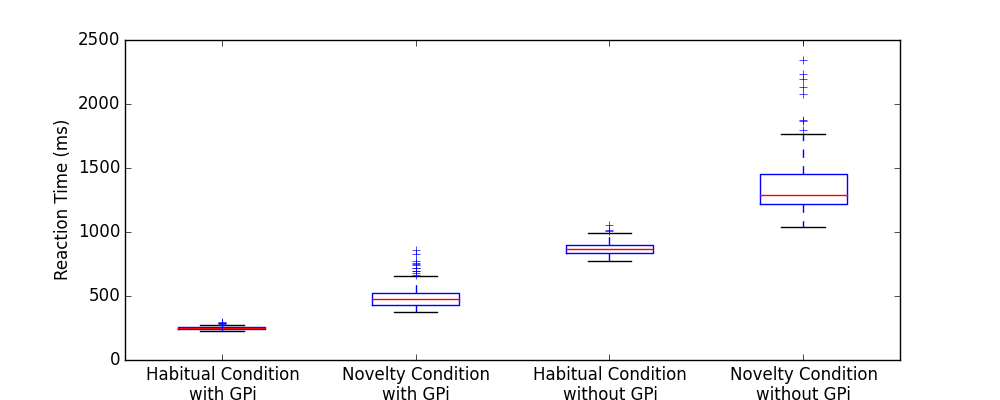 2500
2000
1500
1000
500
0
Reaction Time (ms)
Habitual Condition
with GPi
Novelty Condition
with GPi
Habitual Condition
without GPi
Novelty Condition
without GPi